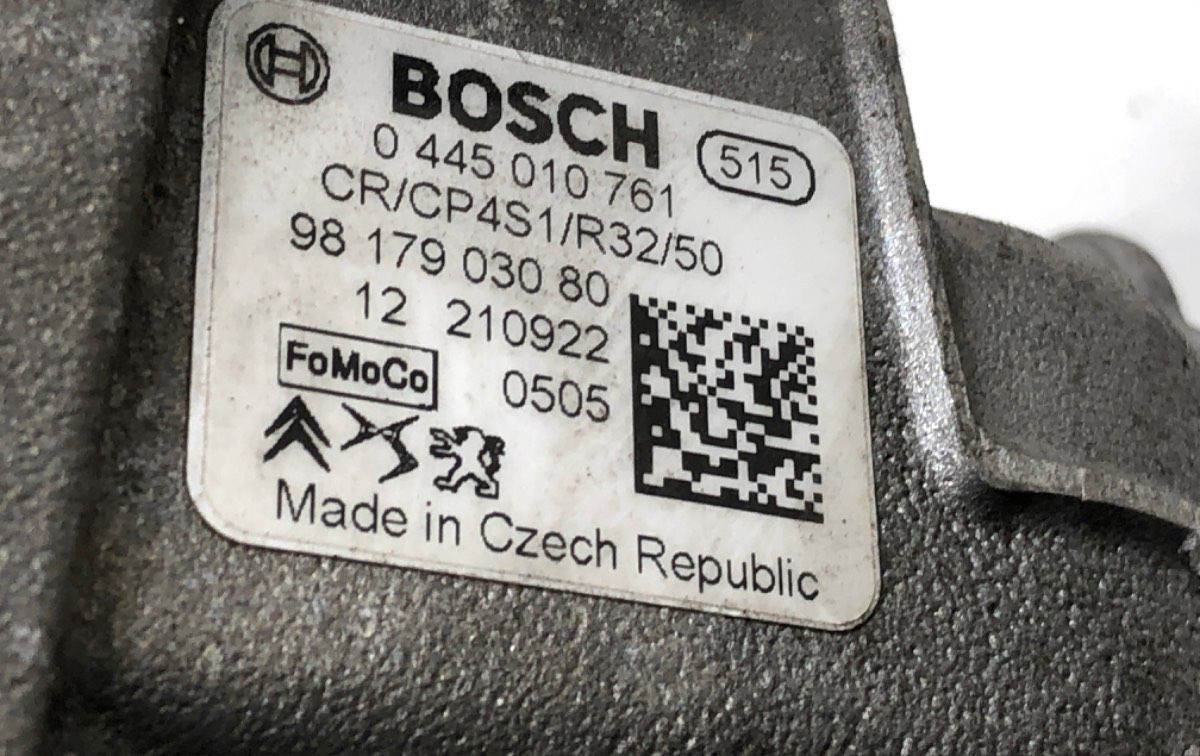 BOSCH
515
0 445 010 761
CR/CP4S1/R32/50
98 179 030 80
12 210922
FoMoCo 0505
Made in Czech Republic